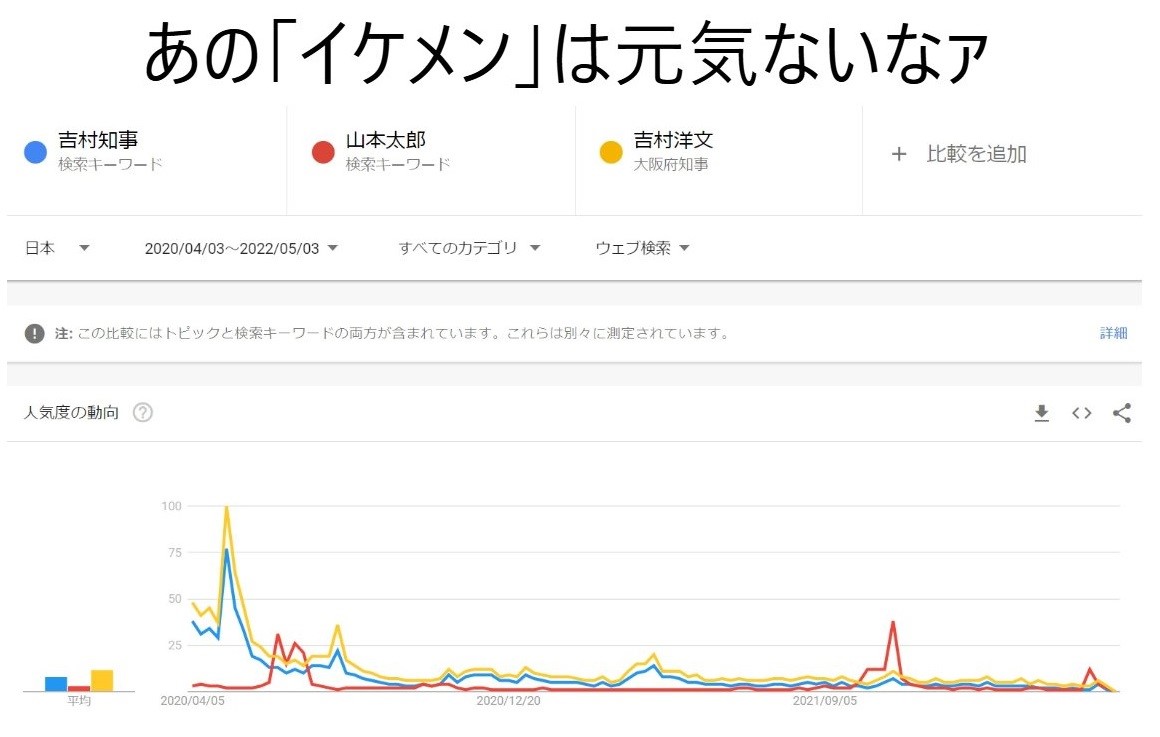 あの「イケメン」は元気ないなァ
吉村知事
検索キーワード
山本太郎
検索キーワード
吉村洋文
大阪府知事
+ 比較を追加
日本
2020/04/03～2022/05/03
すべてのカテゴリ
ウェブ検索
注: この比較にはトピックと検索キーワードの両方が含まれています。これらは別々に測定されています。
詳細
人気度の動向
100
75
50
25
平均
2020/04/05
2020/12/20
2021/09/05